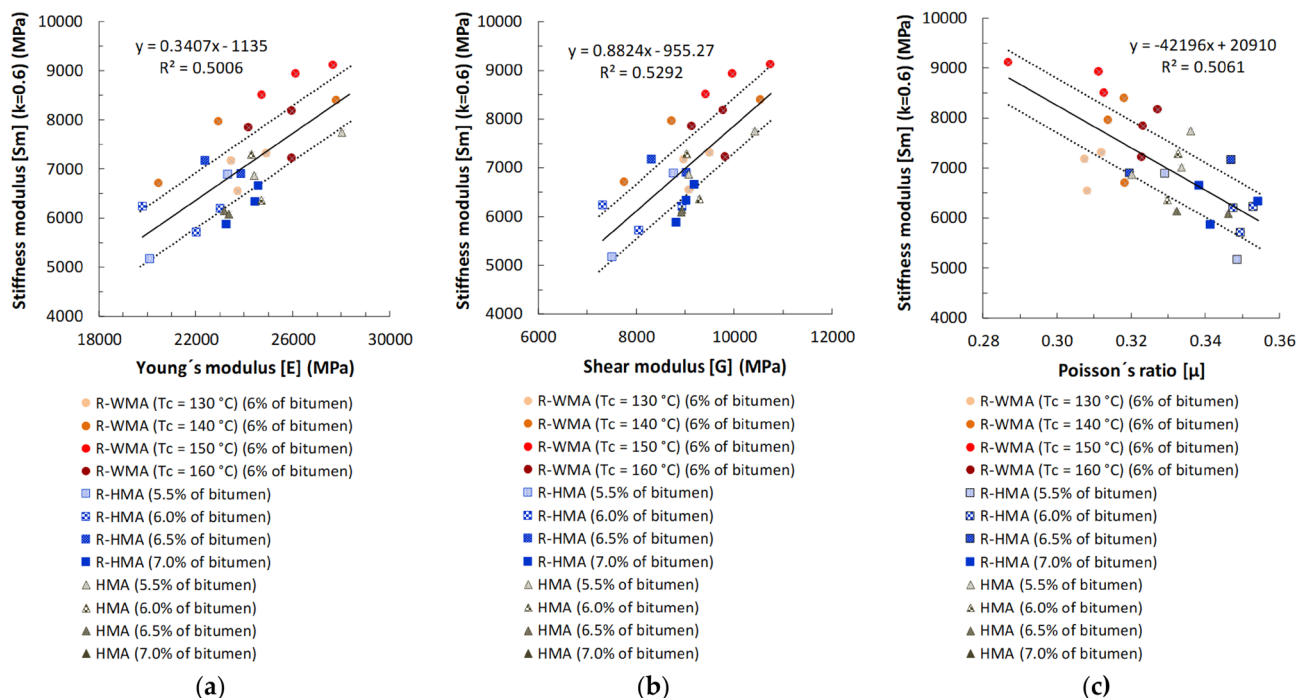 10000
9000
8000
7000
6000
5000
4000
18000 22000 26000 30000
Stiffness modulus [Sm] (k=0.6) (MPa)
y = 0.3407x - 1135
R² = 0.5006
Young´s modulus [E] (MPa)
R-WMA (Tc = 130 °C) (6% of bitumen)
R-WMA (Tc = 140 °C) (6% of bitumen)
R-WMA (Tc = 150 °C) (6% of bitumen)
R-WMA (Tc = 160 °C) (6% of bitumen)
R-HMA (5.5% of bitumen)
R-HMA (6.0% of bitumen)
R-HMA (6.5% of bitumen)
R-HMA (7.0% of bitumen)
HMA (5.5% of bitumen)
HMA (6.0% of bitumen)
HMA (6.5% of bitumen)
HMA (7.0% of bitumen)
(a)
10000
9000
8000
7000
6000
5000
4000
6000 8000 10000 12000
Stiffness modulus [Sm] (k=0.6) (MPa)
y = 0.8824x - 955.27
R² = 0.5292
Shear modulus [G] (MPa)
R-WMA (Tc = 130 °C) (6% of bitumen)
R-WMA (Tc = 140 °C) (6% of bitumen)
R-WMA (Tc = 150 °C) (6% of bitumen)
R-WMA (Tc = 160 °C) (6% of bitumen)
R-HMA (5.5% of bitumen)
R-HMA (6.0% of bitumen)
R-HMA (6.5% of bitumen)
R-HMA (7.0% of bitumen)
HMA (5.5% of bitumen)
HMA (6.0% of bitumen)
HMA (6.5% of bitumen)
HMA (7.0% of bitumen)
(b)
10000
9000
8000
7000
6000
5000
4000
0.28 0.30 0.32 0.34 0.36
Stiffness modulus [Sm] (k=0.6) (MPa)
y = -42196x + 20910
R² = 0.5061
Poisson´s ratio [µ]
R-WMA (Tc = 130 °C) (6% of bitumen)
R-WMA (Tc = 140 °C) (6% of bitumen)
R-WMA (Tc = 150 °C) (6% of bitumen)
R-WMA (Tc = 160 °C) (6% of bitumen)
R-HMA (5.5% of bitumen)
R-HMA (6.0% of bitumen)
R-HMA (6.5% of bitumen)
R-HMA (7.0% of bitumen)
HMA (5.5% of bitumen)
HMA (6.0% of bitumen)
HMA (6.5% of bitumen)
HMA (7.0% of bitumen)
(c)